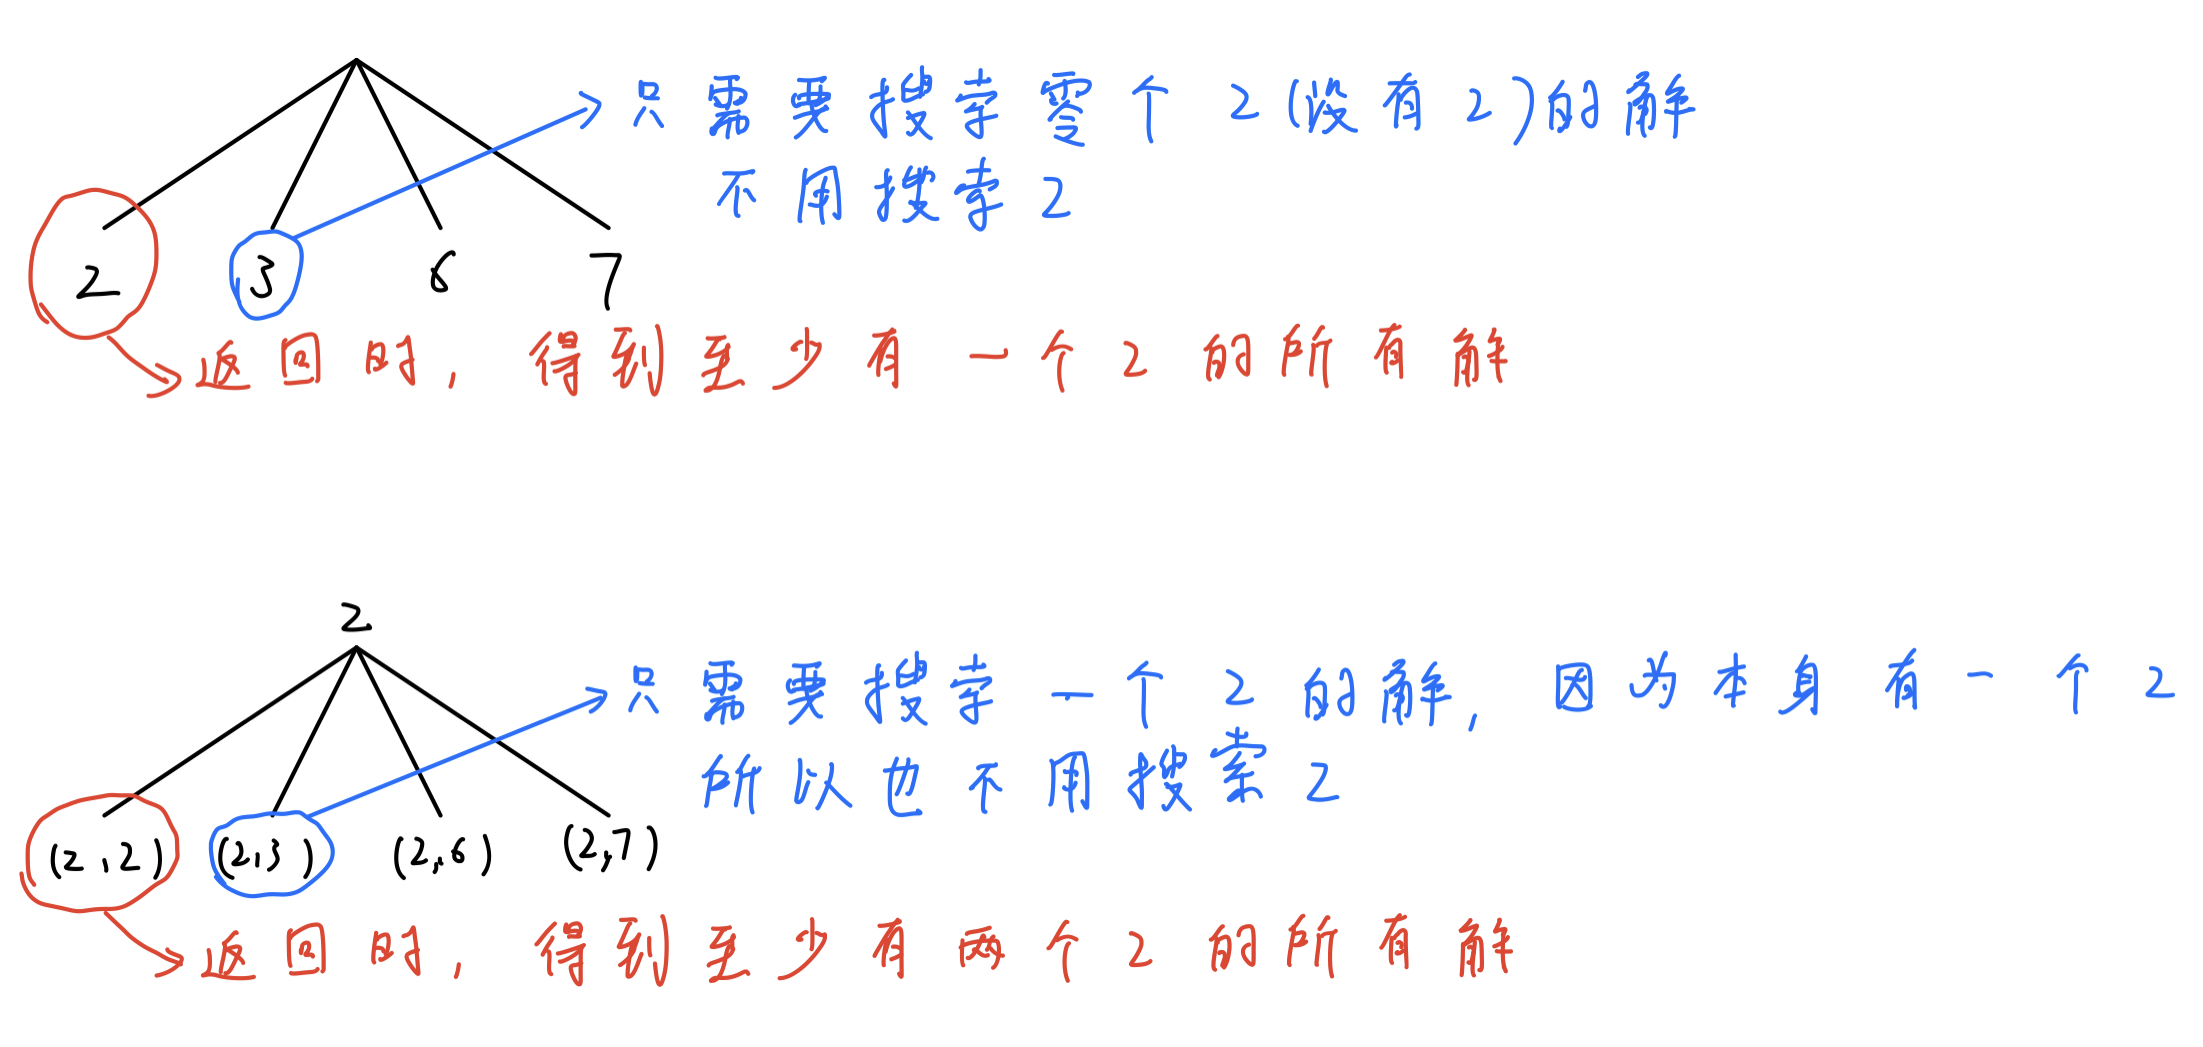 只需要搜索零个2(没有2)的解
不用搜索2
2 3 6 7
返回时,得到至少有一个2的所有解
2
只需要搜索一个2的解,因为本身有一个2
所以也不用搜索2
(2,2) (2,3) (2,6) (2,7)
返回时,得到至少有两个2的所有解